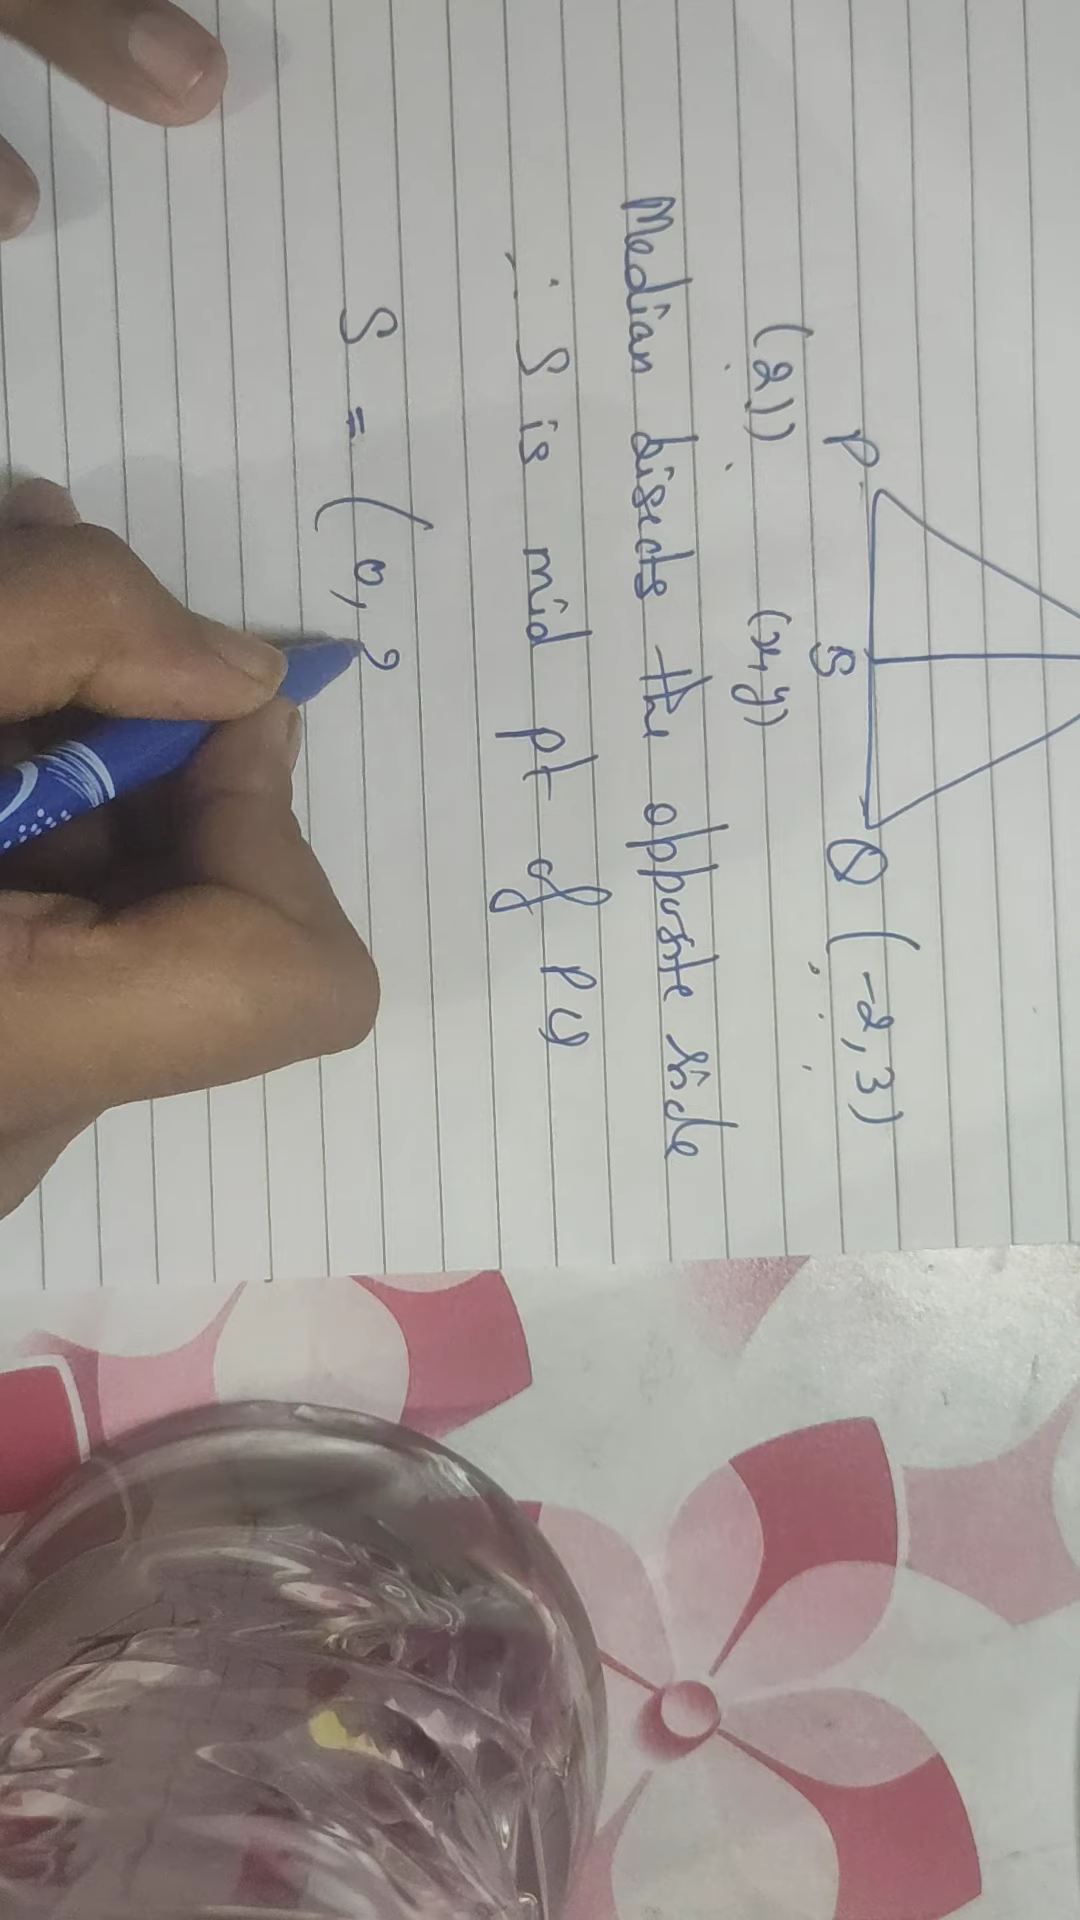 P S Q (-2, 3)
(2,1) (x, y)
Median bisects the opposite side
∴ S is mid pt of PQ
S = (0, 2